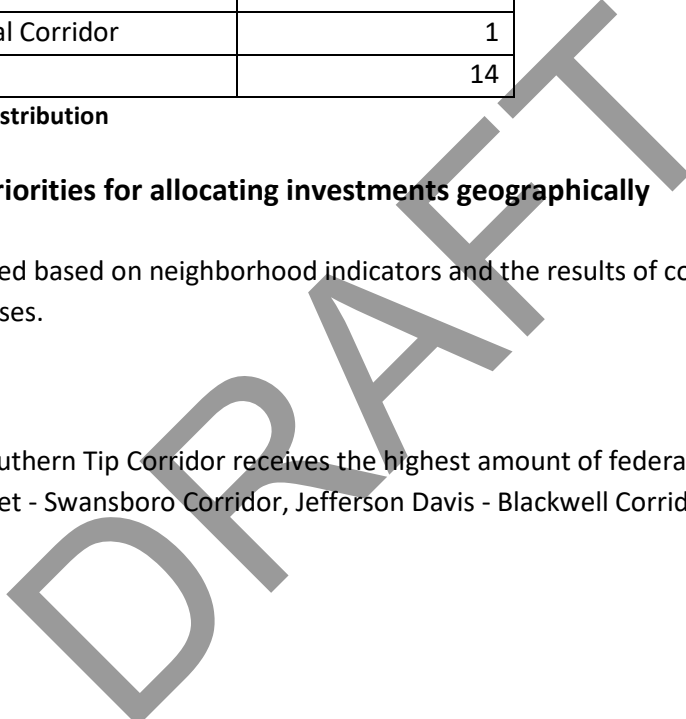 al Corridor 1
14
stribution
riorities for allocating investments geographically
ed based on neighborhood indicators and the results of co
ses.
uthern Tip Corridor receives the highest amount of federa
et - Swansboro Corridor, Jefferson Davis - Blackwell Corrid
DRAFT